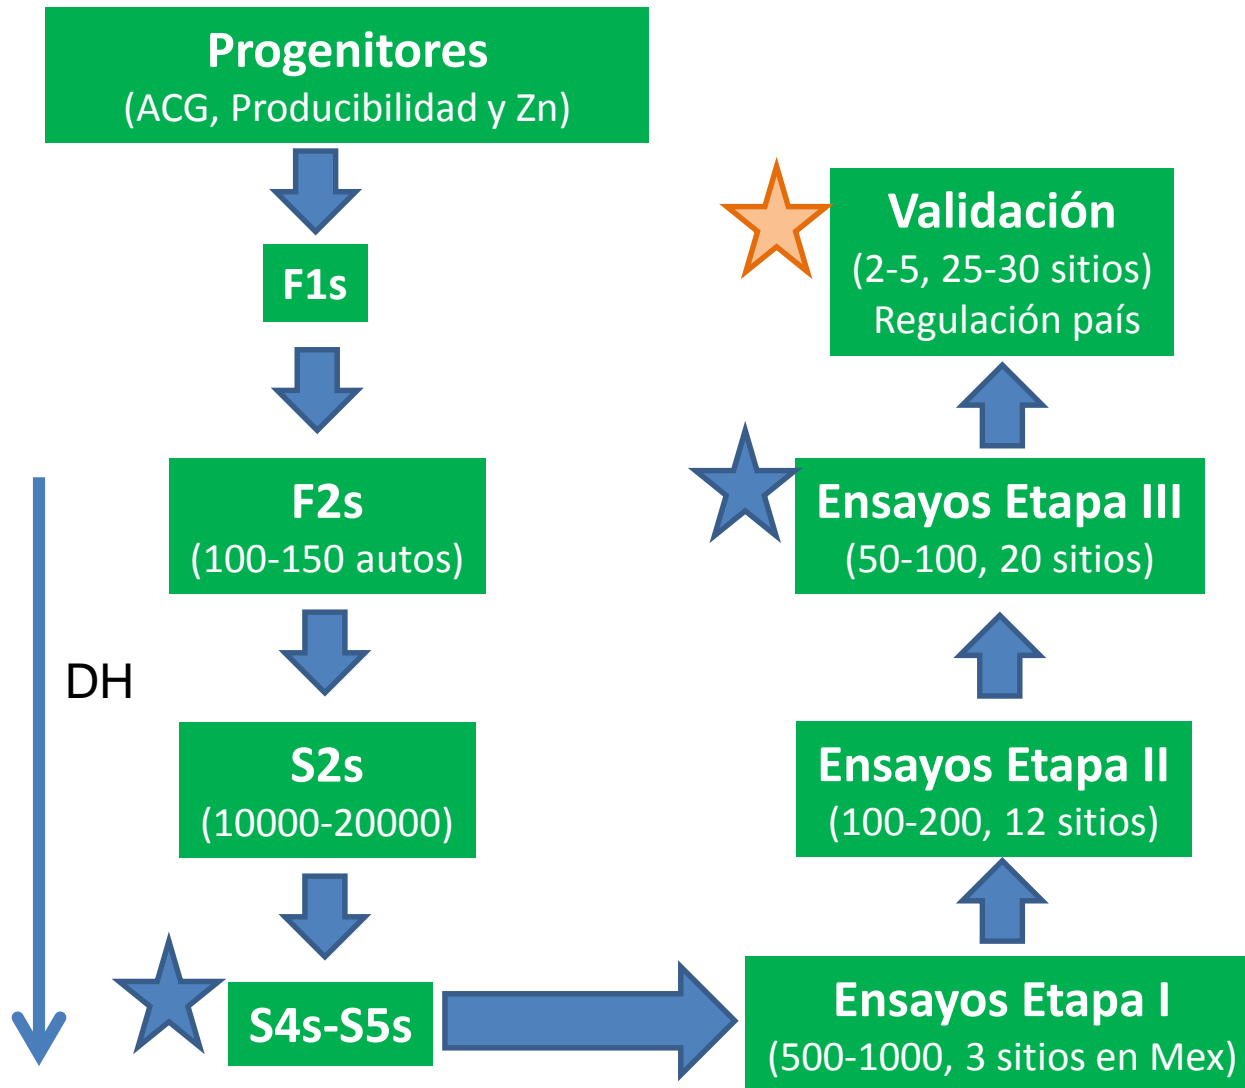 Progenitores
(ACG, Producibilidad y Zn)
F1s
F2s
(100-150 autos)
DH
S2s
(10000-20000)
S4s-S5s
Ensayos Etapa I
(500-1000, 3 sitios en Mex)
Ensayos Etapa II
(100-200, 12 sitios)
Ensayos Etapa III
(50-100, 20 sitios)
Validación
(2-5, 25-30 sitios)
Regulación país